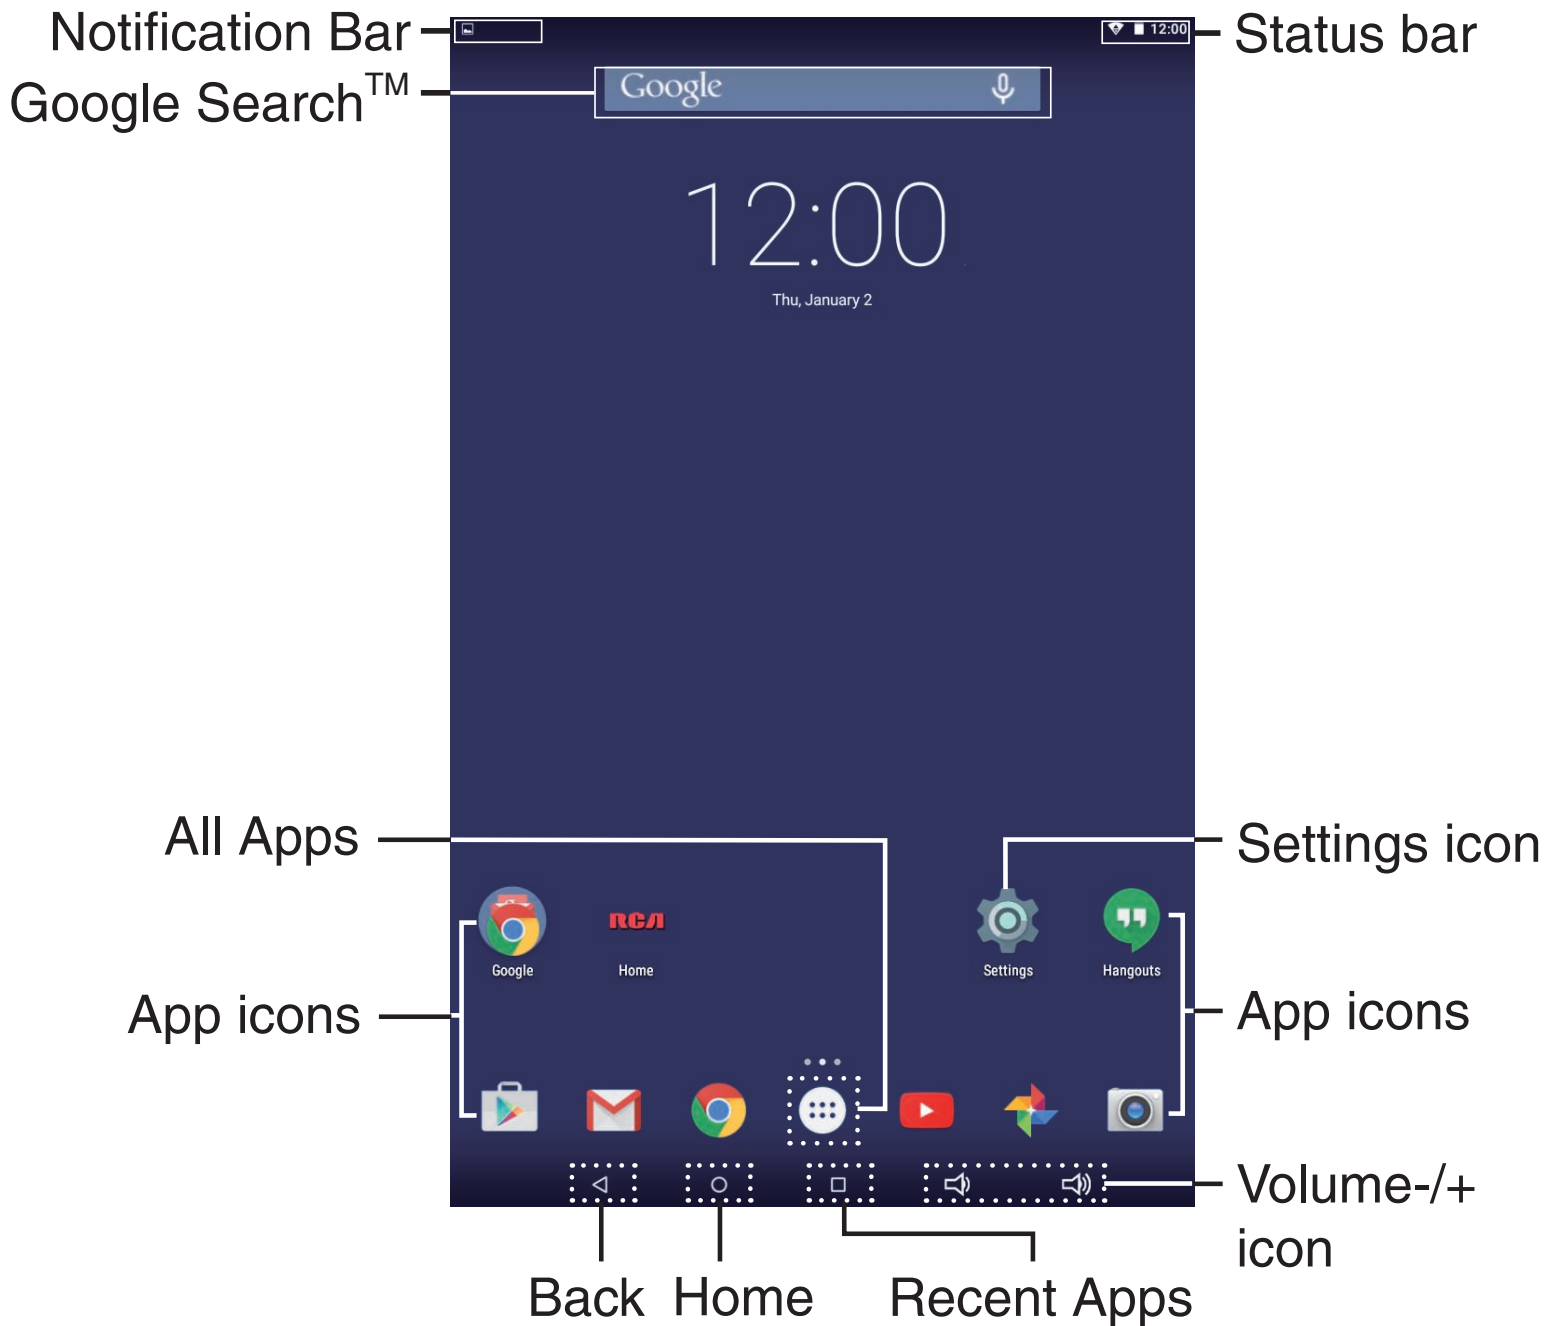 Notification Bar
Google Search™
Status bar
12:00
Google
12:00
Thu, January 2
All Apps
Settings icon
RCA
Google
Home
Settings
Hangouts
App icons
App icons
Volume-/+
icon
Back
Home
Recent Apps